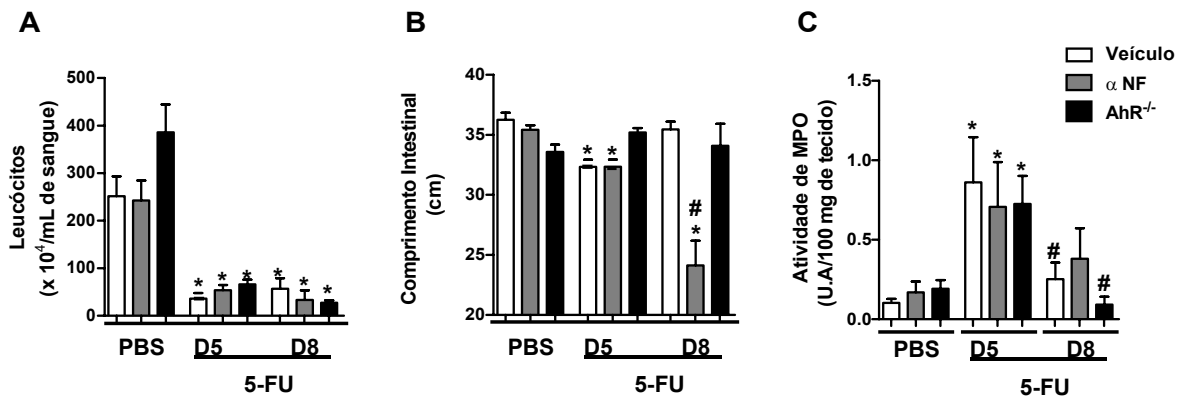 A
Leucócitos
(x 10⁴/mL de sangue)
500
400
300
200
100
0
* * * * * *
PBS D5 D8
5-FU
B
Comprimento Intestinal
(cm)
40
35
30
25
20
* *
#
*
PBS D5 D8
5-FU
C
Atividade de MPO
(U.A/100 mg de tecido)
1.5
1.0
0.5
0.0
* * *
# #
PBS D5 D8
5-FU
Veículo
α NF
AhR⁻/⁻